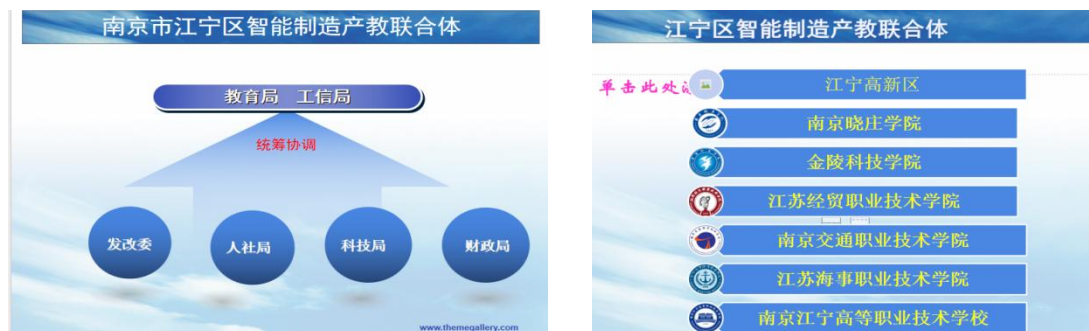 南京市江宁区智能制造产教联合体
教育局 工信局
统筹协调
发改委
人社局
科技局
财政局
www.themegallery.com
江宁区智能制造产教联合体
单击此处
江宁高新区
南京晓庄学院
金陵科技学院
江苏经贸职业技术学院
南京交通职业技术学院
江苏海事职业技术学院
南京江宁高等职业技术学校